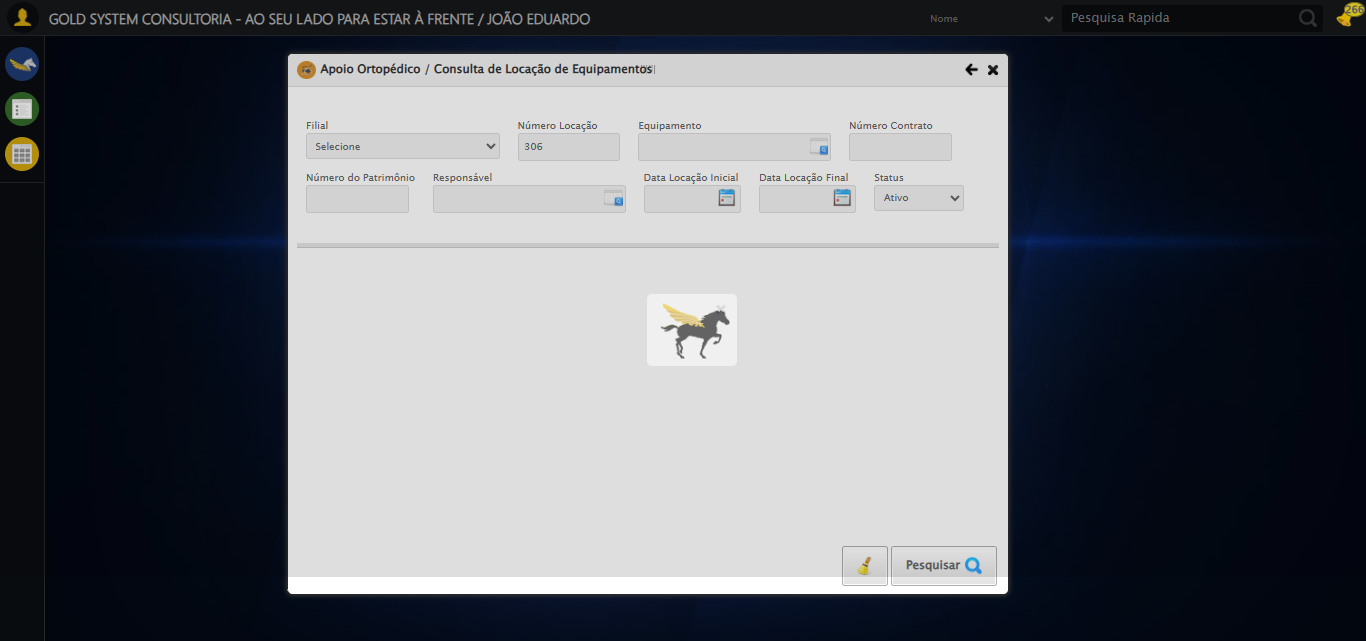 GOLD SYSTEM CONSULTORIA - AO SEU LADO PARA ESTAR À FRENTE / JOÃO EDUARDO
Nome
Pesquisa Rapida
266
Apoio Ortopédico / Consulta de Locação de Equipamentos
Filial
Número Locação
Equipamento
Número Contrato
Selecione
306
Número do Patrimônio
Responsável
Data Locação Inicial
Data Locação Final
Status
Ativo
Pesquisar